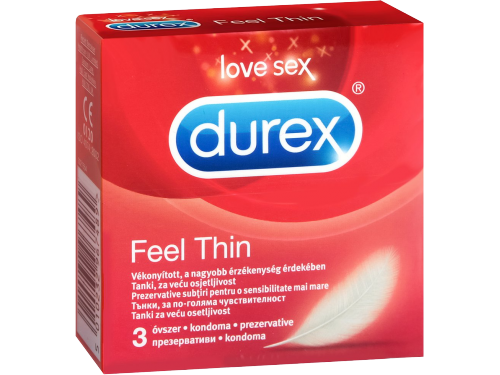 love sex
durex®
Feel Thin
Vékonyított, a nagyobb érzékenység érdekében
Tanki, za veću osjetljivost
Prezervative subțiri pentru o sensibilitate mai mare
Тънки, за по-голяма чувствителност
Tanki za veću osetljivost
3 óvszer • kondoma • prezervative
презервативи • kondoma
durex